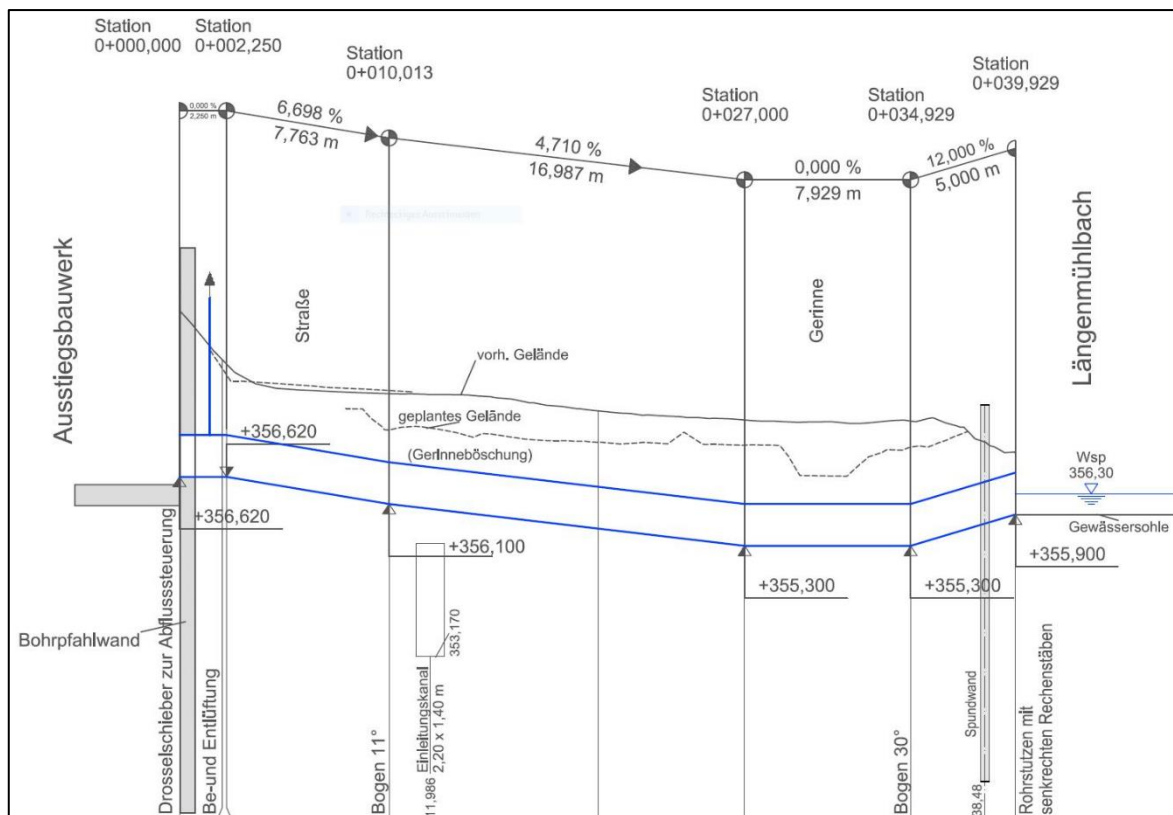 Station
0+000,000
Station
0+002,250
Station
0+010,013
Station
0+027,000
Station
0+034,929
Station
0+039,929
0,000 %
2,250 m
6,698 %
7,763 m
4,710 %
16,987 m
0,000 %
7,929 m
12,000 %
5,000 m
Ausstiegsbauwerk
Straße
Gerinne
Längenmühlbach
vorh. Gelände
geplantes Gelände
(Gerinneböschung)
+356,620
+356,620
+356,100
+355,300
+355,300
+355,900
Wsp
356,30
Gewässersohle
Bohrpfahlwand
Drosselschieber zur Abflusssteuerung
Be-und Entlüftung
Bogen 11°
11,986
Einleitungskanal
2,20 x 1,40 m
353,170
Bogen 30°
Spundwand
38,48
Rohrstutzen mit
senkrechten Rechenstäben